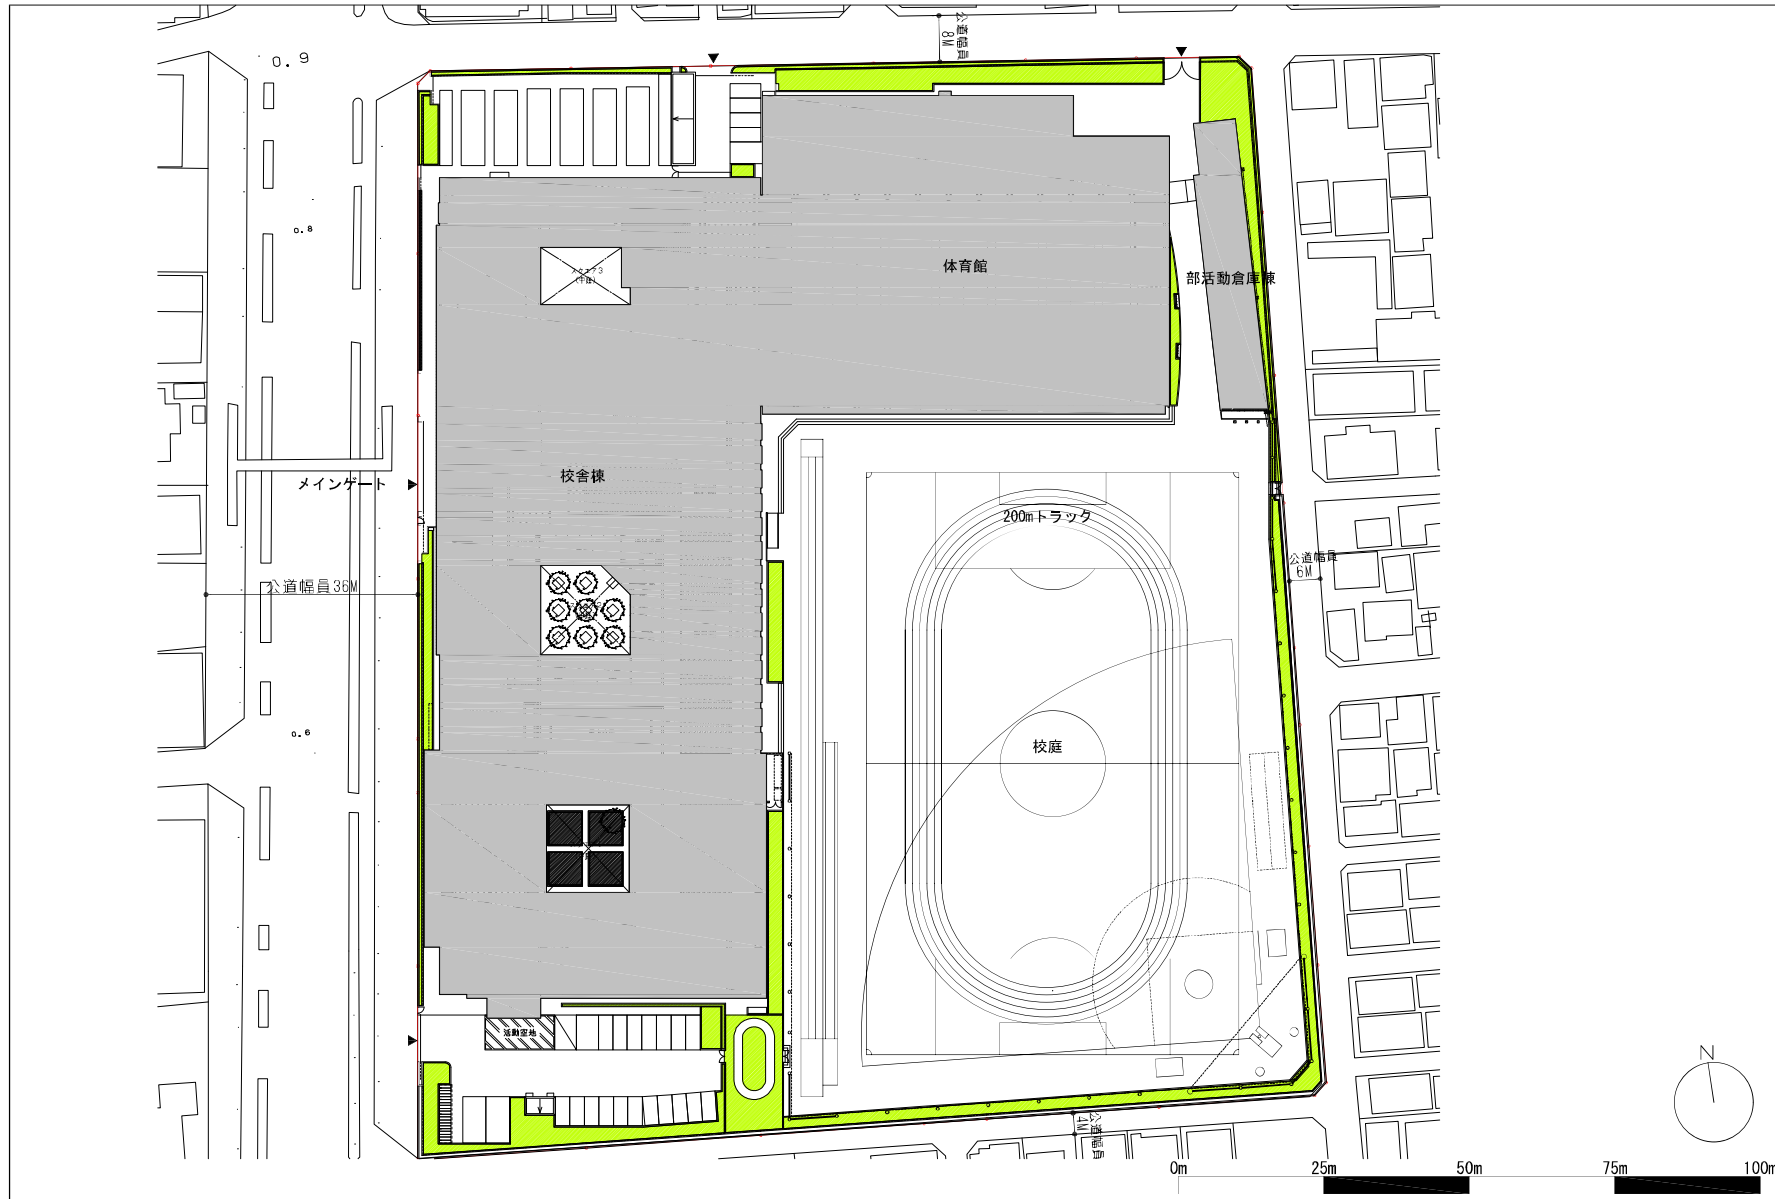 公道幅員
8M
0.9
0.8
体育館
部活動倉庫棟
校舎棟
メインゲート
200mトラック
公道幅員
6M
公道幅員36M
0.6
校庭
活動空地
公道幅員
4M
N
0m 25m 50m 75m 100m